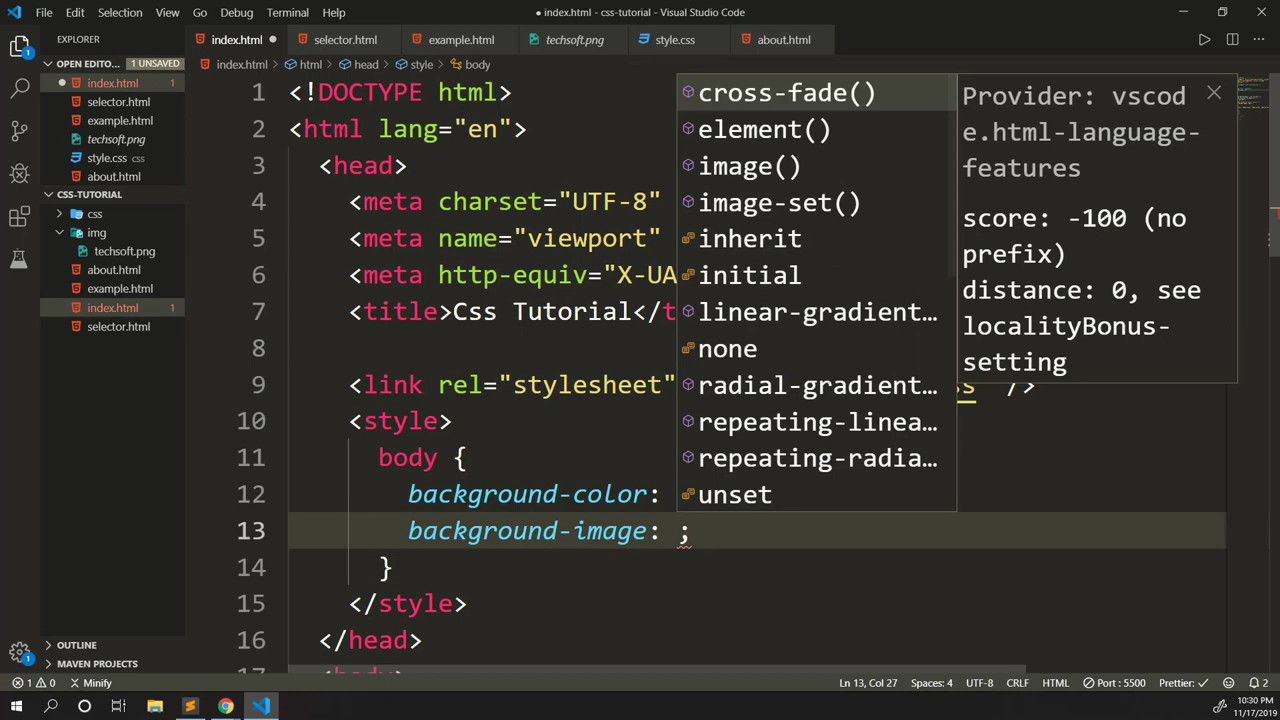 File Edit Selection View Go Debug Terminal Help
● index.html - css-tutorial - Visual Studio Code
EXPLORER
OPEN EDITO... 1 UNSAVED
index.html 1
selector.html
example.html
techsoft.png
style.css css
about.html
CSS-TUTORIAL
css
img
techsoft.png
about.html
example.html
index.html 1
selector.html
OUTLINE
MAVEN PROJECTS
index.html selector.html example.html techsoft.png style.css about.html
index.html html head style body
1 <!DOCTYPE html>
2 <html lang="en">
3 <head>
4 <meta charset="UTF-8"
5 <meta name="viewport"
6 <meta http-equiv="X-UA
7 <title>Css Tutorial</t
8
9 <link rel="stylesheet" /">
10 <style>
11 body {
12 background-color:
13 background-image: ;
14 }
15 </style>
16 </head>
17 <body>
cross-fade()
element()
image()
image-set()
inherit
initial
linear-gradient...
none
radial-gradient...
repeating-linea...
repeating-radia...
unset
Provider: vscod
e.html-language-
features
score: -100 (no
prefix)
distance: 0, see
localityBonus-
setting
1 0 Minify
Ln 13, Col 27 Spaces: 4 UTF-8 CRLF HTML Port : 5500 Prettier: ✓ 2
10:30 PM
11/17/2019